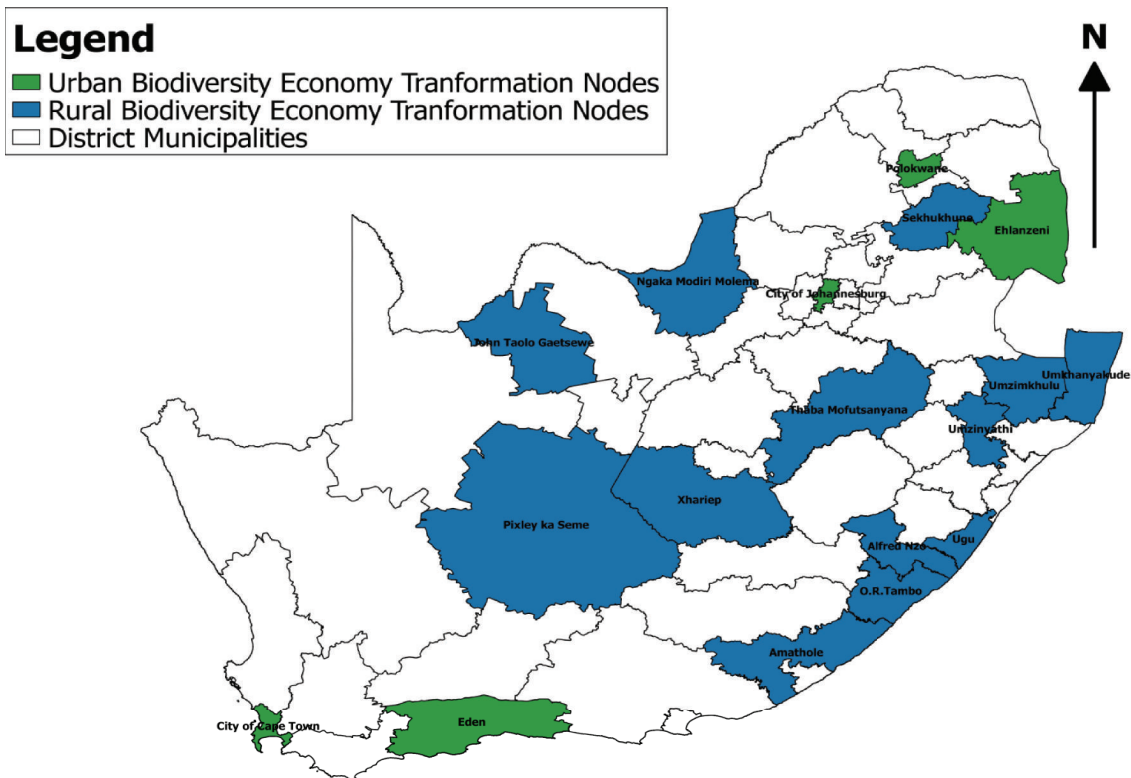 Legend
Urban Biodiversity Economy Tranformation Nodes
Rural Biodiversity Economy Tranformation Nodes
District Municipalities
N
Polokwane
Sekhukhune
Ehlanzeni
Ngaka Modiri Molema
City of Johannesburg
John Taolo Gaetsewe
Umkhanyakude
Umzimkhulu
Thaba Mofutsanyana
Umzinyathi
Xhariep
Pixley ka Seme
Ugu
Alfred Nzo
O.R.Tambo
Amathole
Eden
City of Cape Town